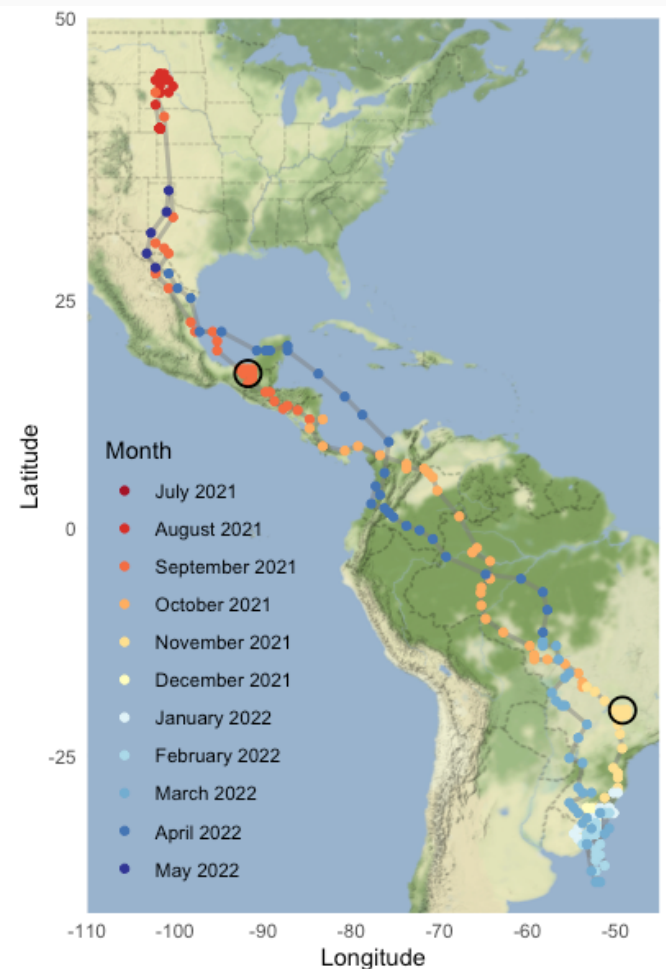 50
25
0
-25
Latitude
Month
July 2021
August 2021
September 2021
October 2021
November 2021
December 2021
January 2022
February 2022
March 2022
April 2022
May 2022
-110 -100 -90 -80 -70 -60 -50
Longitude